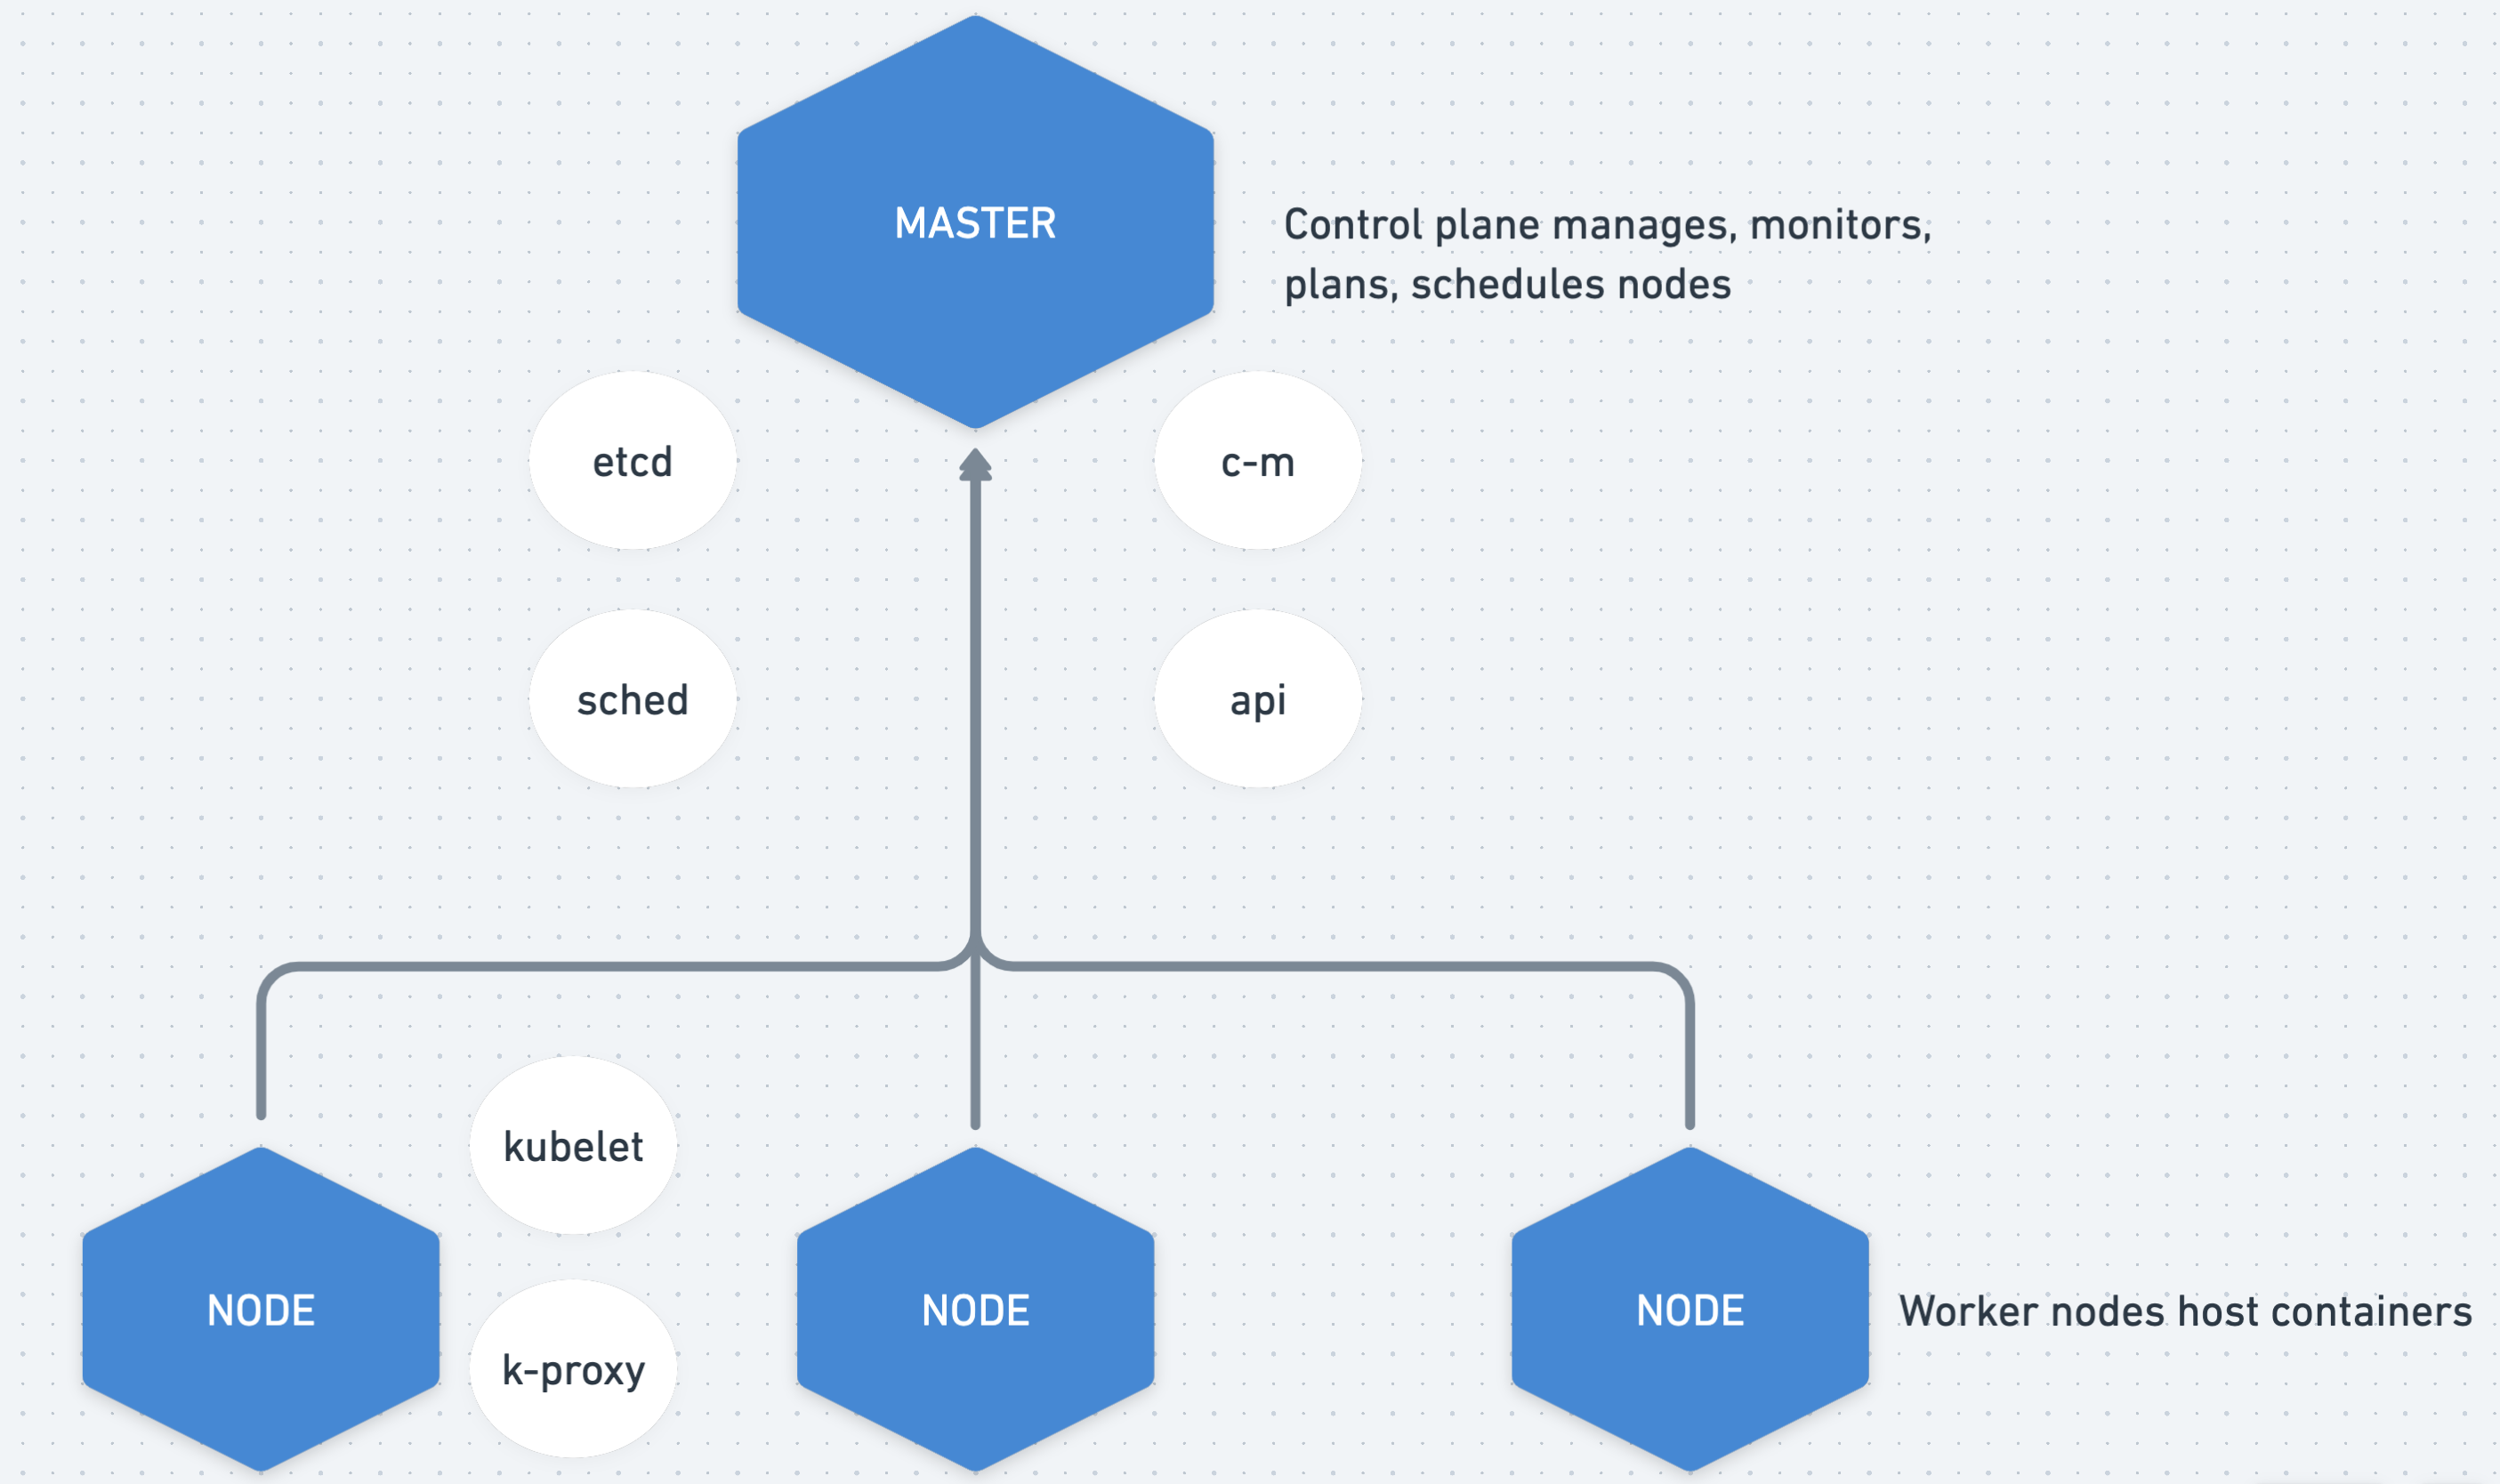 MASTER
Control plane manages, monitors,
plans, schedules nodes
etcd
c-m
sched
api
kubelet
NODE
k-proxy
NODE
NODE
Worker nodes host containers